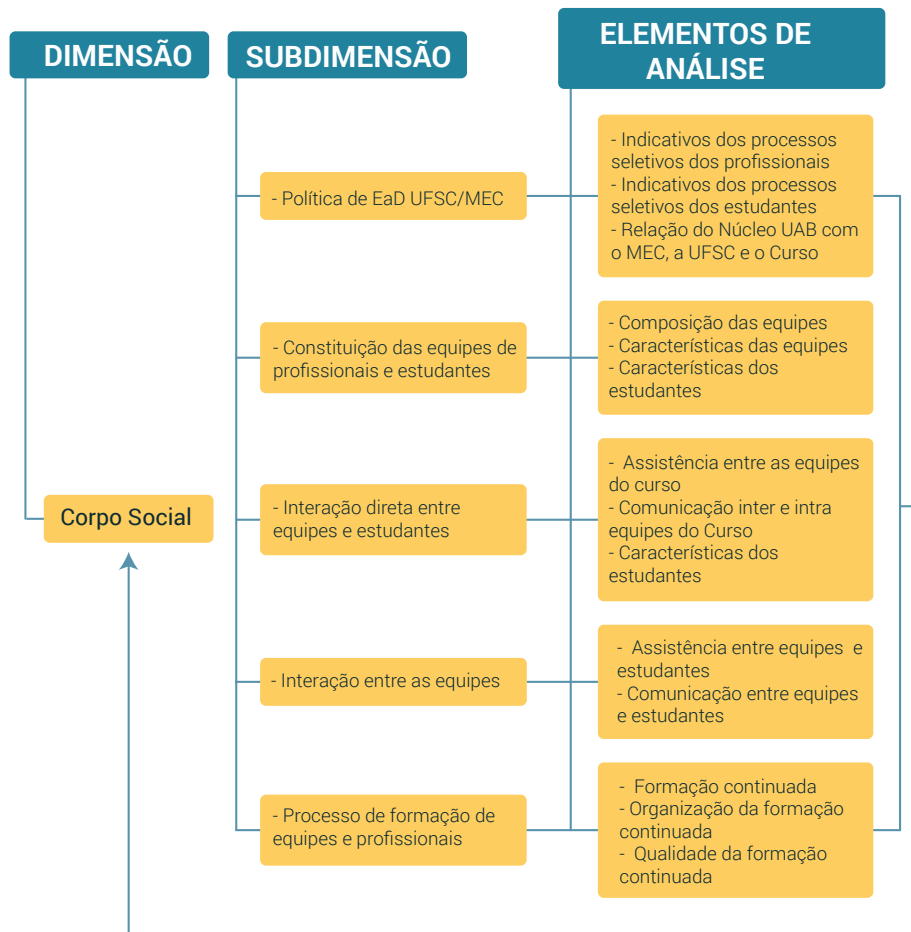 DIMENSÃO
SUBDIMENSÃO
ELEMENTOS DE
ANÁLISE
Corpo Social
- Política de EaD UFSC/MEC
- Indicativos dos processos
seletivos dos profissionais
- Indicativos dos processos
seletivos dos estudantes
- Relação do Núcleo UAB com
o MEC, a UFSC e o Curso
- Constituição das equipes de
profissionais e estudantes
- Composição das equipes
- Características das equipes
- Características dos
estudantes
- Interação direta entre
equipes e estudantes
- Assistência entre as equipes
do curso
- Comunicação inter e intra
equipes do Curso
- Características dos
estudantes
- Interação entre as equipes
- Assistência entre equipes e
estudantes
- Comunicação entre equipes
e estudantes
- Processo de formação de
equipes e profissionais
- Formação continuada
- Organização da formação
continuada
- Qualidade da formação
continuada